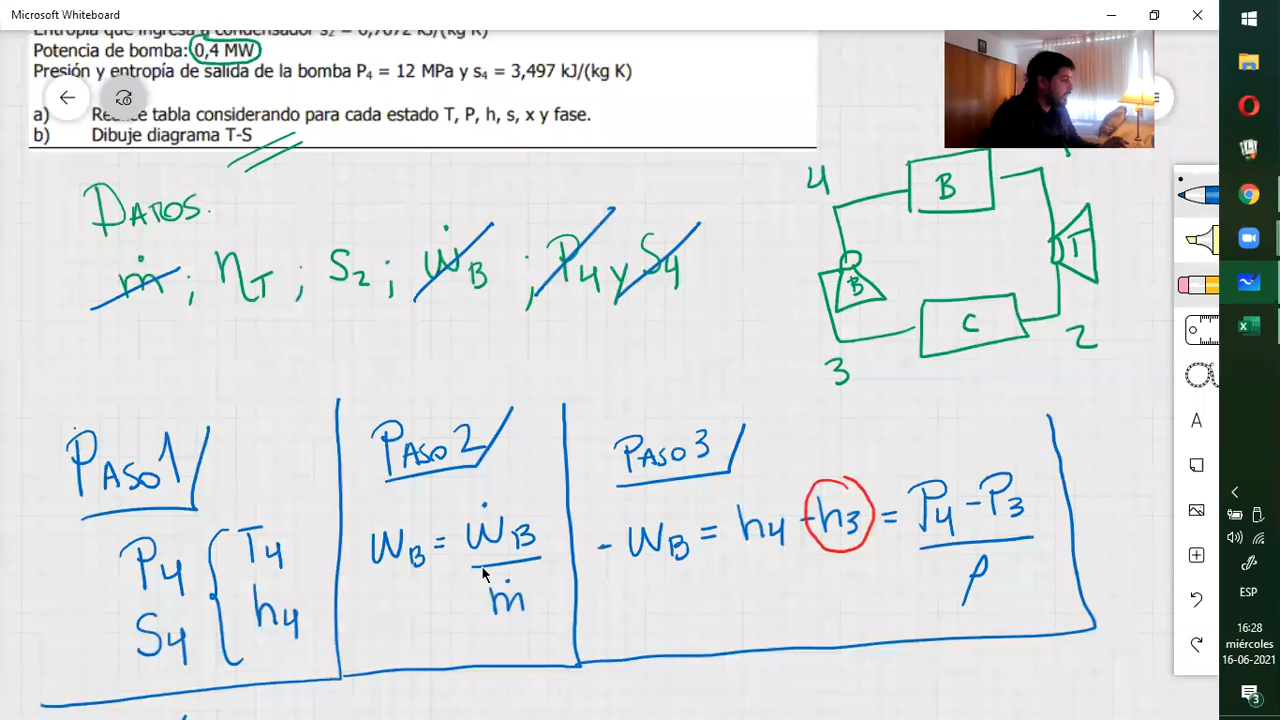 Microsoft Whiteboard
Entropía que ingresa a condensador s2 = 6,7072 kJ/(kg K)
Potencia de bomba: 0,4 MW
Presión y entropía de salida de la bomba P4 = 12 MPa y s4 = 3,497 kJ/(kg K)
a) Realice tabla considerando para cada estado T, P, h, s, x y fase.
b) Dibuje diagrama T-S
DATOS.
ṁ ; ηT ; S2 ; ẆB ; P4 y S4
4
B
T
B
C
2
3
PASO 1
P4
S4
T4
h4
PASO 2
WB = ẆB / ṁ
PASO 3
- WB = h4 - h3 = P4 - P3 / ρ
A
ESP
16:28
miércoles
16-06-2021
3